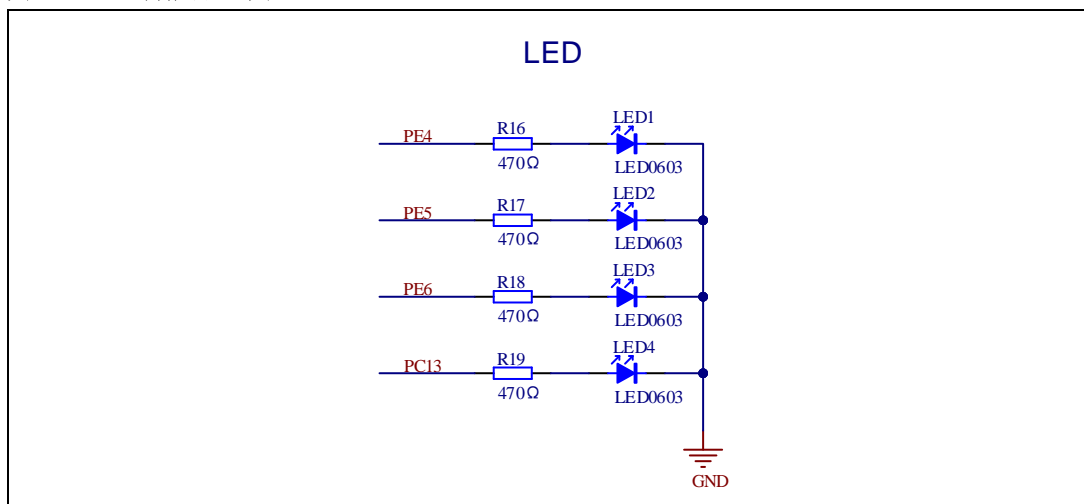 LED
LED1
PE4
R16
470Ω
LED0603
LED2
PE5
R17
470Ω
LED0603
LED3
PE6
R18
470Ω
LED0603
LED4
PC13
R19
470Ω
LED0603
GND